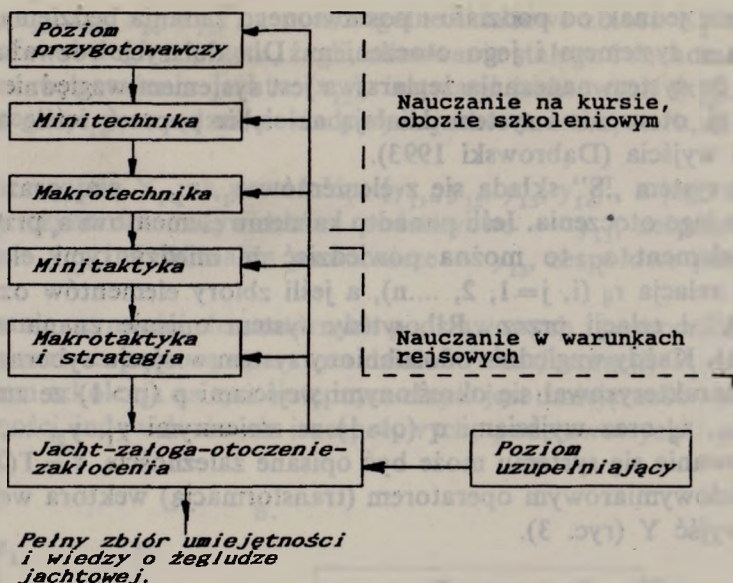 Poziom
przygotowawczy
Minitechnika
Makrotechnika
Nauczanie na kursie,
obozie szkoleniowym
Minitaktyka
Makrotaktyka
i strategia
Nauczanie w warunkach
rejsowych
Jacht-załoga-otoczenie-
zakłócenia
Poziom
uzupełniający
Pełny zbiór umiejętności
i wiedzy o żegludze
jachtowej.